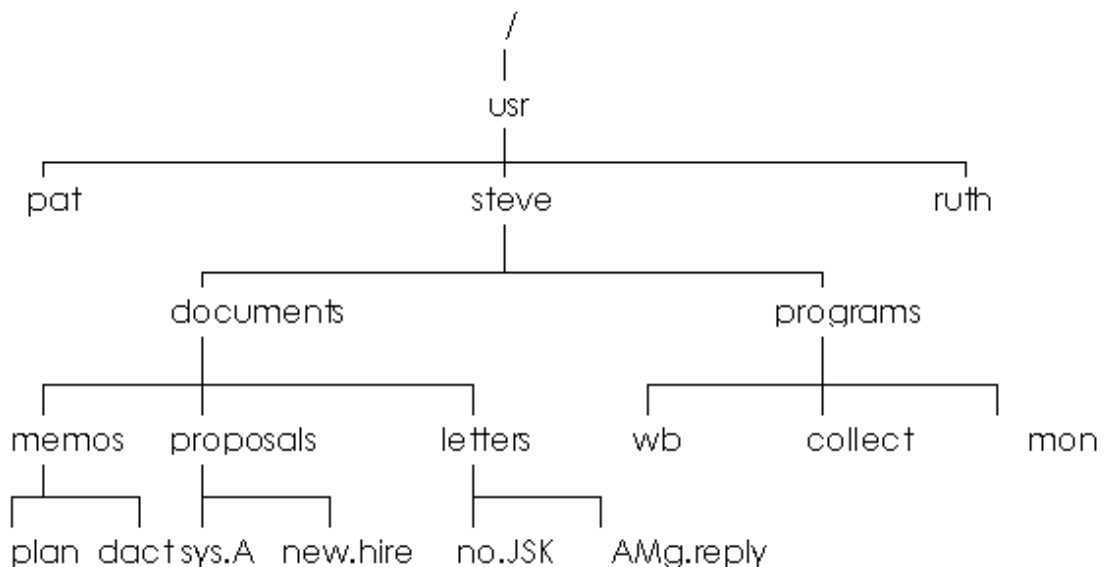 /
usr
pat steve ruth
documents programs
memos proposals letters wb collect mon
plan dact sys.A new.hire no.JSK AMg.reply